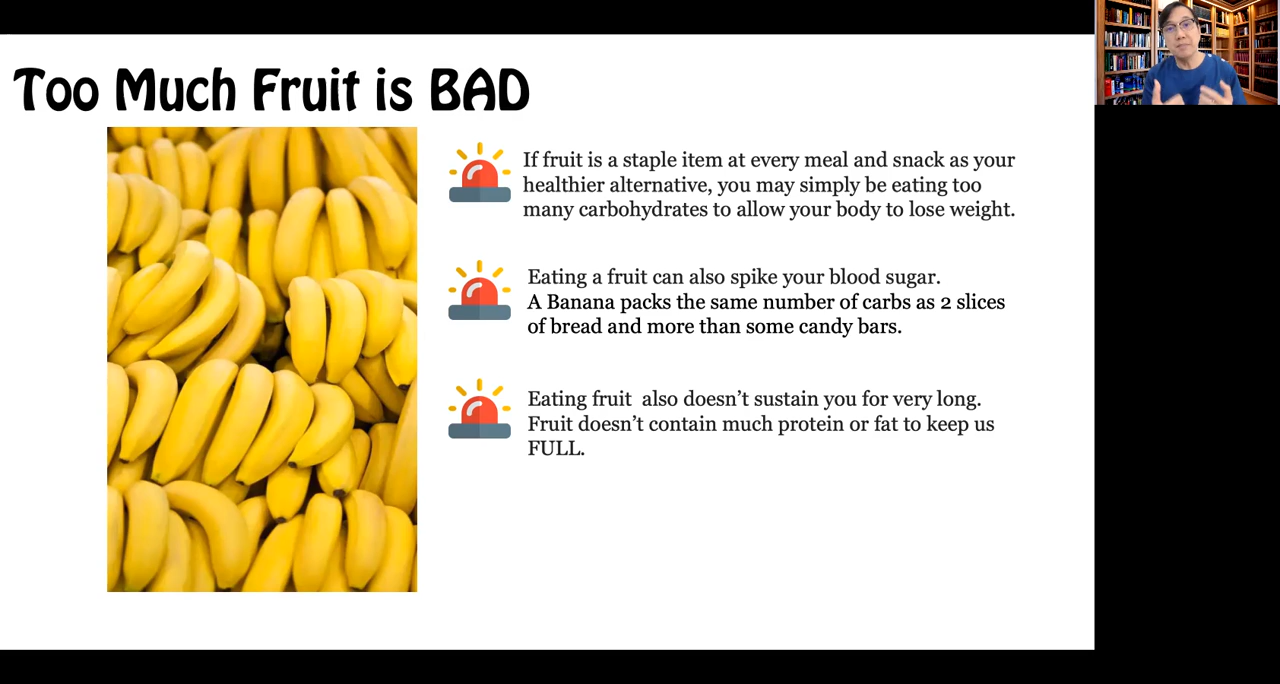 Too Much Fruit is BAD
If fruit is a staple item at every meal and snack as your
healthier alternative, you may simply be eating too
many carbohydrates to allow your body to lose weight.
Eating a fruit can also spike your blood sugar.
A Banana packs the same number of carbs as 2 slices
of bread and more than some candy bars.
Eating fruit  also doesn’t sustain you for very long.
Fruit doesn’t contain much protein or fat to keep us
FULL.